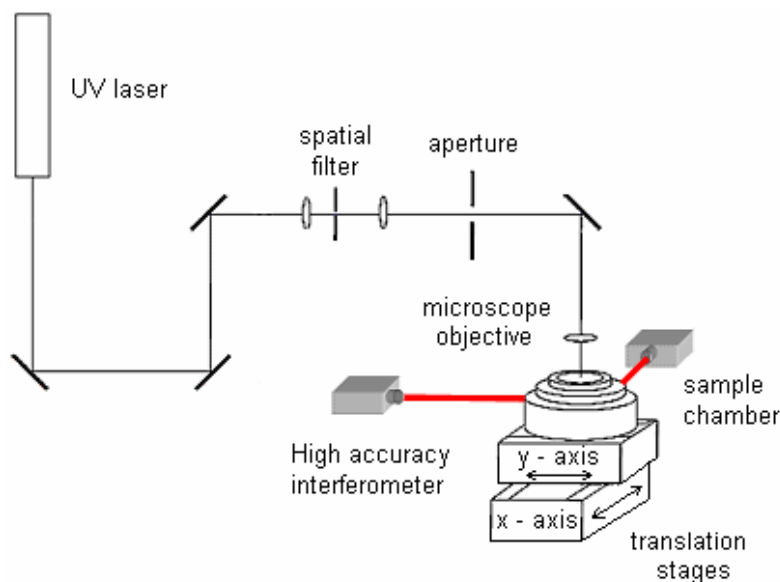 UV laser
spatial
filter
aperture
microscope
objective
sample
chamber
High accuracy
interferometer
y - axis
x - axis
translation
stages